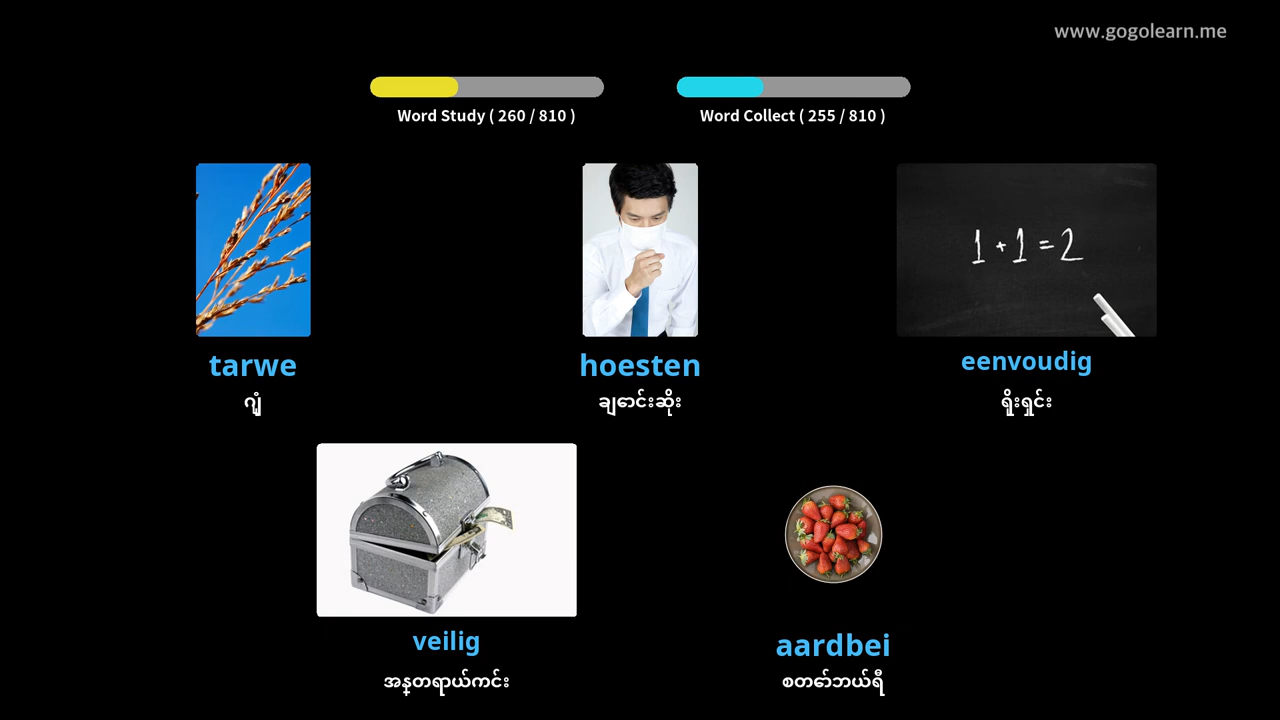 www.gogolearn.me
Word Study ( 260 / 810 )
Word Collect ( 255 / 810 )
1 + 1 = 2
tarwe
hoesten
eenvoudig
ဂျုံ
ချောင်းဆိုး
ရိုးရှင်း
veilig
aardbei
အန္တရာယ်ကင်း
စတော်ဘယ်ရီ